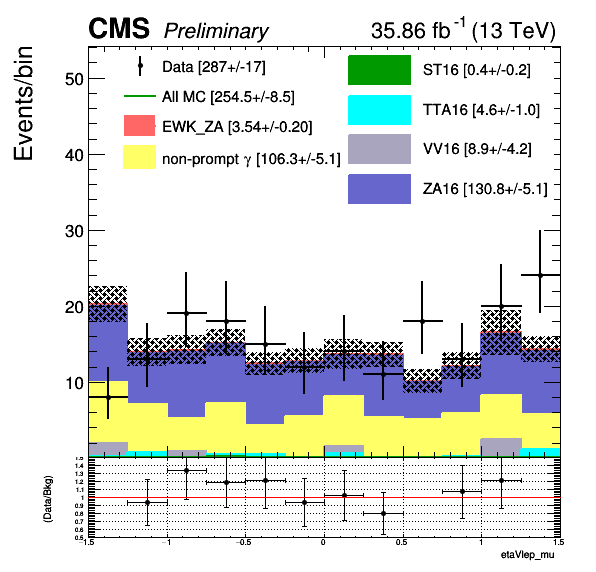 CMS Preliminary 35.86 fb⁻¹ (13 TeV)
Events/bin
50
40
30
20
10
Data [287+/-17]
All MC [254.5+/-8.5]
EWK_ZA [3.54+/-0.20]
non-prompt γ [106.3+/-5.1]
ST16 [0.4+/-0.2]
TTA16 [4.6+/-1.0]
VV16 [8.9+/-4.2]
ZA16 [130.8+/-5.1]
(Data/Bkg)
1.5
1.4
1.3
1.2
1.1
1
0.9
0.8
0.7
0.6
0.5
−1.5 −1 −0.5 0 0.5 1 1.5
etaVlep_mu